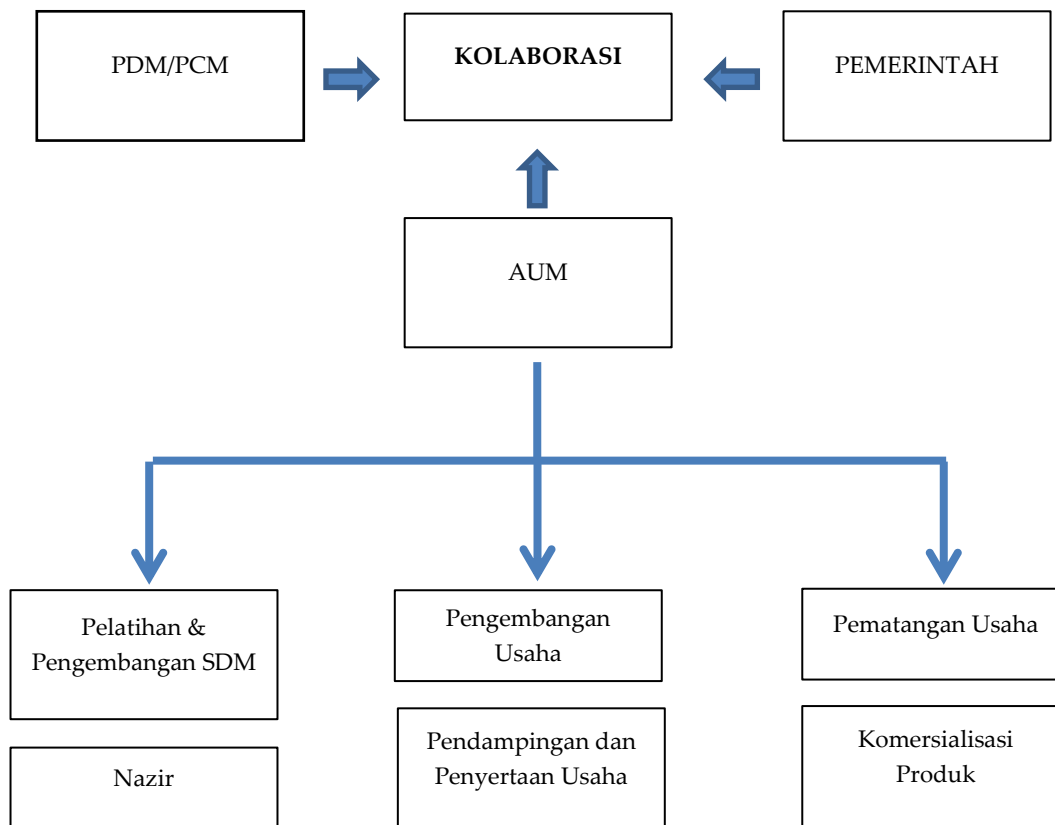 PDM/PCM
KOLABORASI
PEMERINTAH
AUM
Pelatihan &
Pengembangan SDM
Pengembangan
Usaha
Pematangan Usaha
Nazir
Pendampingan dan
Penyertaan Usaha
Komersialisasi
Produk